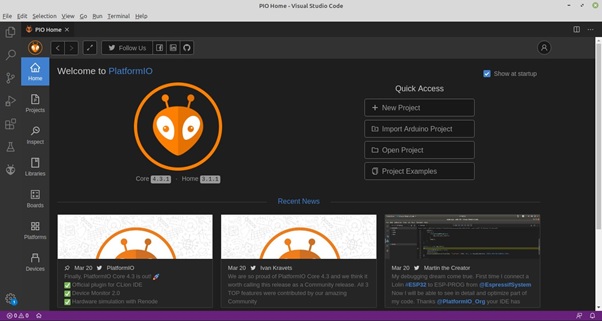 PIO Home - Visual Studio Code
File Edit Selection View Go Run Terminal Help
PIO Home
Follow Us
Home
Projects
Inspect
Libraries
Boards
Platforms
Devices
Welcome to PlatformIO
Show at startup
Core 4.3.1 · Home 3.1.1
Quick Access
New Project
Import Arduino Project
Open Project
Project Examples
Recent News
Mar 20 PlatformIO
Finally, PlatformIO Core 4.3 is out! 🚀
✅ Official plugin for CLion IDE
✅ Device Monitor 2.0
✅ Hardware simulation with Renode
Mar 20 Ivan Kravets
We are so proud of PlatformIO Core 4.3 and we think it
worth calling this release as a Community release. All 3
TOP features were contributed by our amazing
Community
Mar 20 Martin the Creator
My debugging dream come true. First time I connect a
Lolin #ESP32 to ESP-PROG from @EspressifSystem
Now I will be able to see in detail and optimize part of
my code. Thanks @PlatformIO_Org your IDE has
0 0